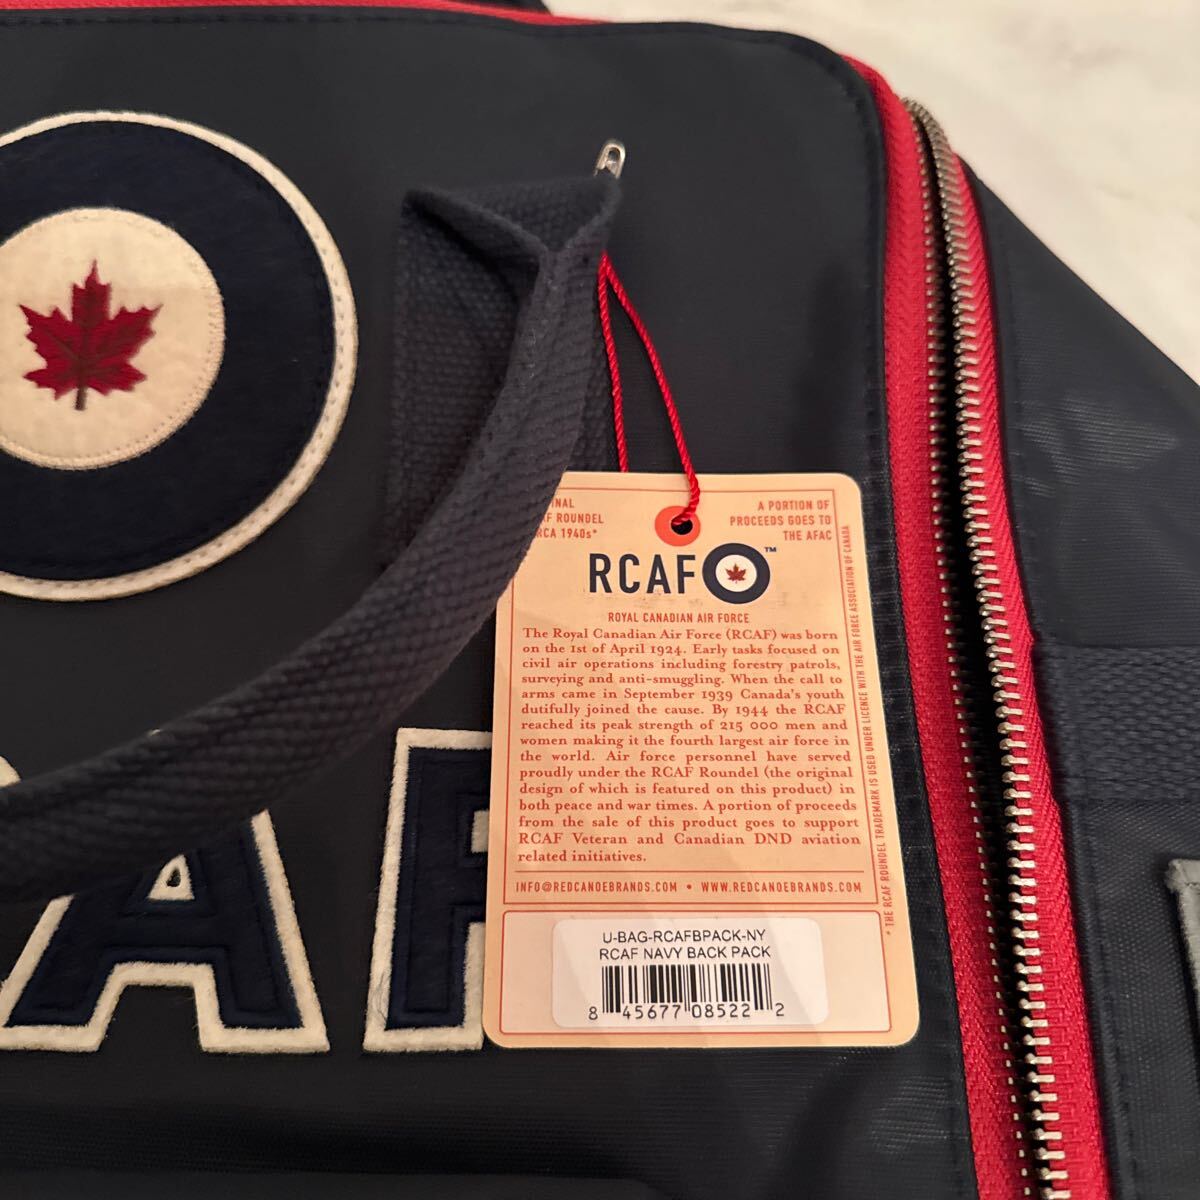 INAL
AF ROUNDEL
RCA 1940s*
A PORTION OF
PROCEEDS GOES TO
THE AFAC
RCAF ™
ROYAL CANADIAN AIR FORCE
The Royal Canadian Air Force (RCAF) was born
on the 1st of April 1924. Early tasks focused on
civil air operations including forestry patrols,
surveying and anti-smuggling. When the call to
arms came in September 1939 Canada's youth
dutifully joined the cause. By 1944 the RCAF
reached its peak strength of 215 000 men and
women making it the fourth largest air force in
the world. Air force personnel have served
proudly under the RCAF Roundel (the original
design of which is featured on this product) in
both peace and war times. A portion of proceeds
from the sale of this product goes to support
RCAF Veteran and Canadian DND aviation
related initiatives.
INFO@REDCANOEBRANDS.COM • WWW.REDCANOEBRANDS.COM
* THE RCAF ROUNDEL TRADEMARK IS USED UNDER LICENCE WITH THE AIR FORCE ASSOCIATION OF CANADA
U-BAG-RCAFBPACK-NY
RCAF NAVY BACK PACK
8 45677 08522 2
AF